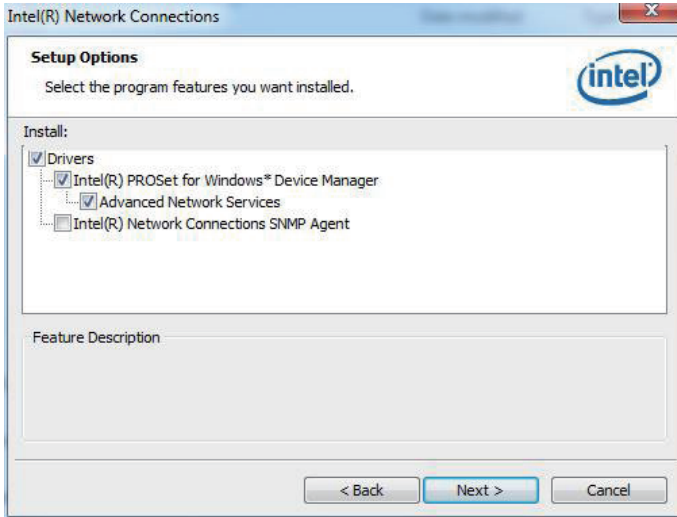 Intel(R) Network Connections
Setup Options
Select the program features you want installed.
intel
Install:
Drivers
Intel(R) PROSet for Windows* Device Manager
Advanced Network Services
Intel(R) Network Connections SNMP Agent
Feature Description
< Back Next > Cancel